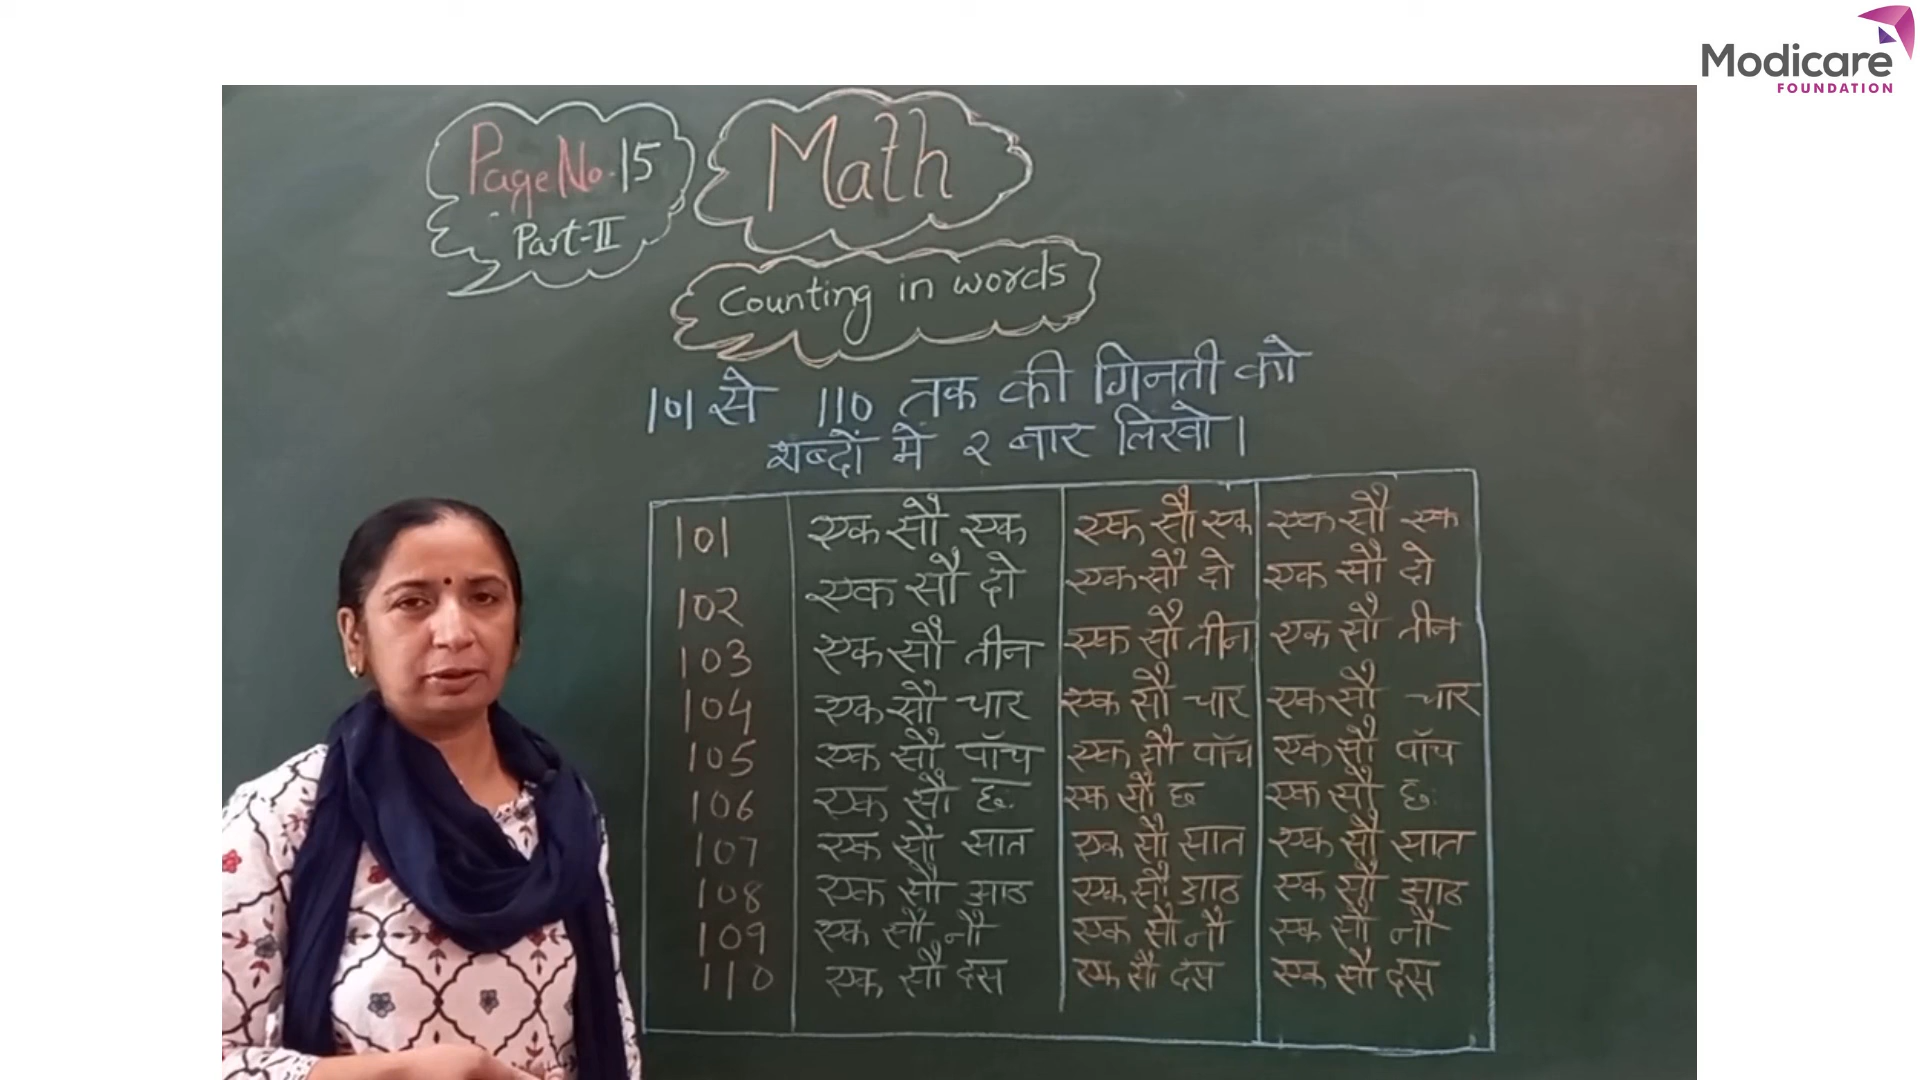 Modicare
FOUNDATION
Page No. 15
Part-II
Math
Counting in words
101 से 110 तक की गिनती को
शब्दों में २ बार लिखो।
101 एक सौ एक एक सौ एक एक सौ एक
102 एक सौ दो एक सौ दो एक सौ दो
103 एक सौ तीन एक सौ तीन एक सौ तीन
104 एक सौ चार एक सौ चार एक सौ चार
105 एक सौ पाँच एक सौ पाँच एक सौ पाँच
106 एक सौ छः एक सौ छ एक सौ छः
107 एक सौ सात एक सौ सात एक सौ सात
108 एक सौ आठ एक सौ आठ एक सौ आठ
109 एक सौ नौ एक सौ नौ एक सौ नौ
110 एक सौ दस एक सौ दस एक सौ दस